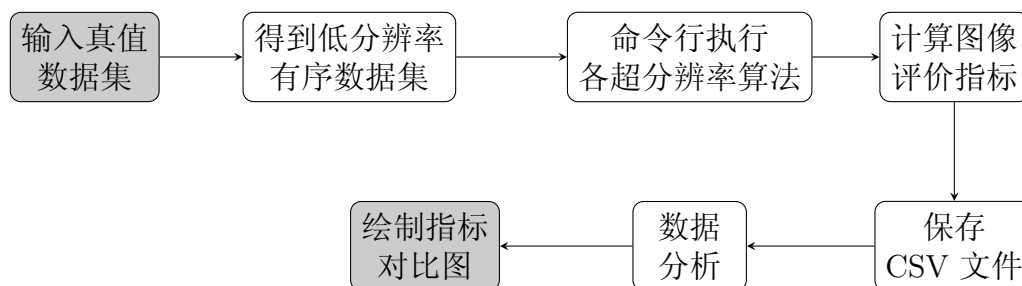 输入真值
数据集
得到低分辨率
有序数据集
命令行执行
各超分辨率算法
计算图像
评价指标
保存
CSV 文件
数据
分析
绘制指标
对比图